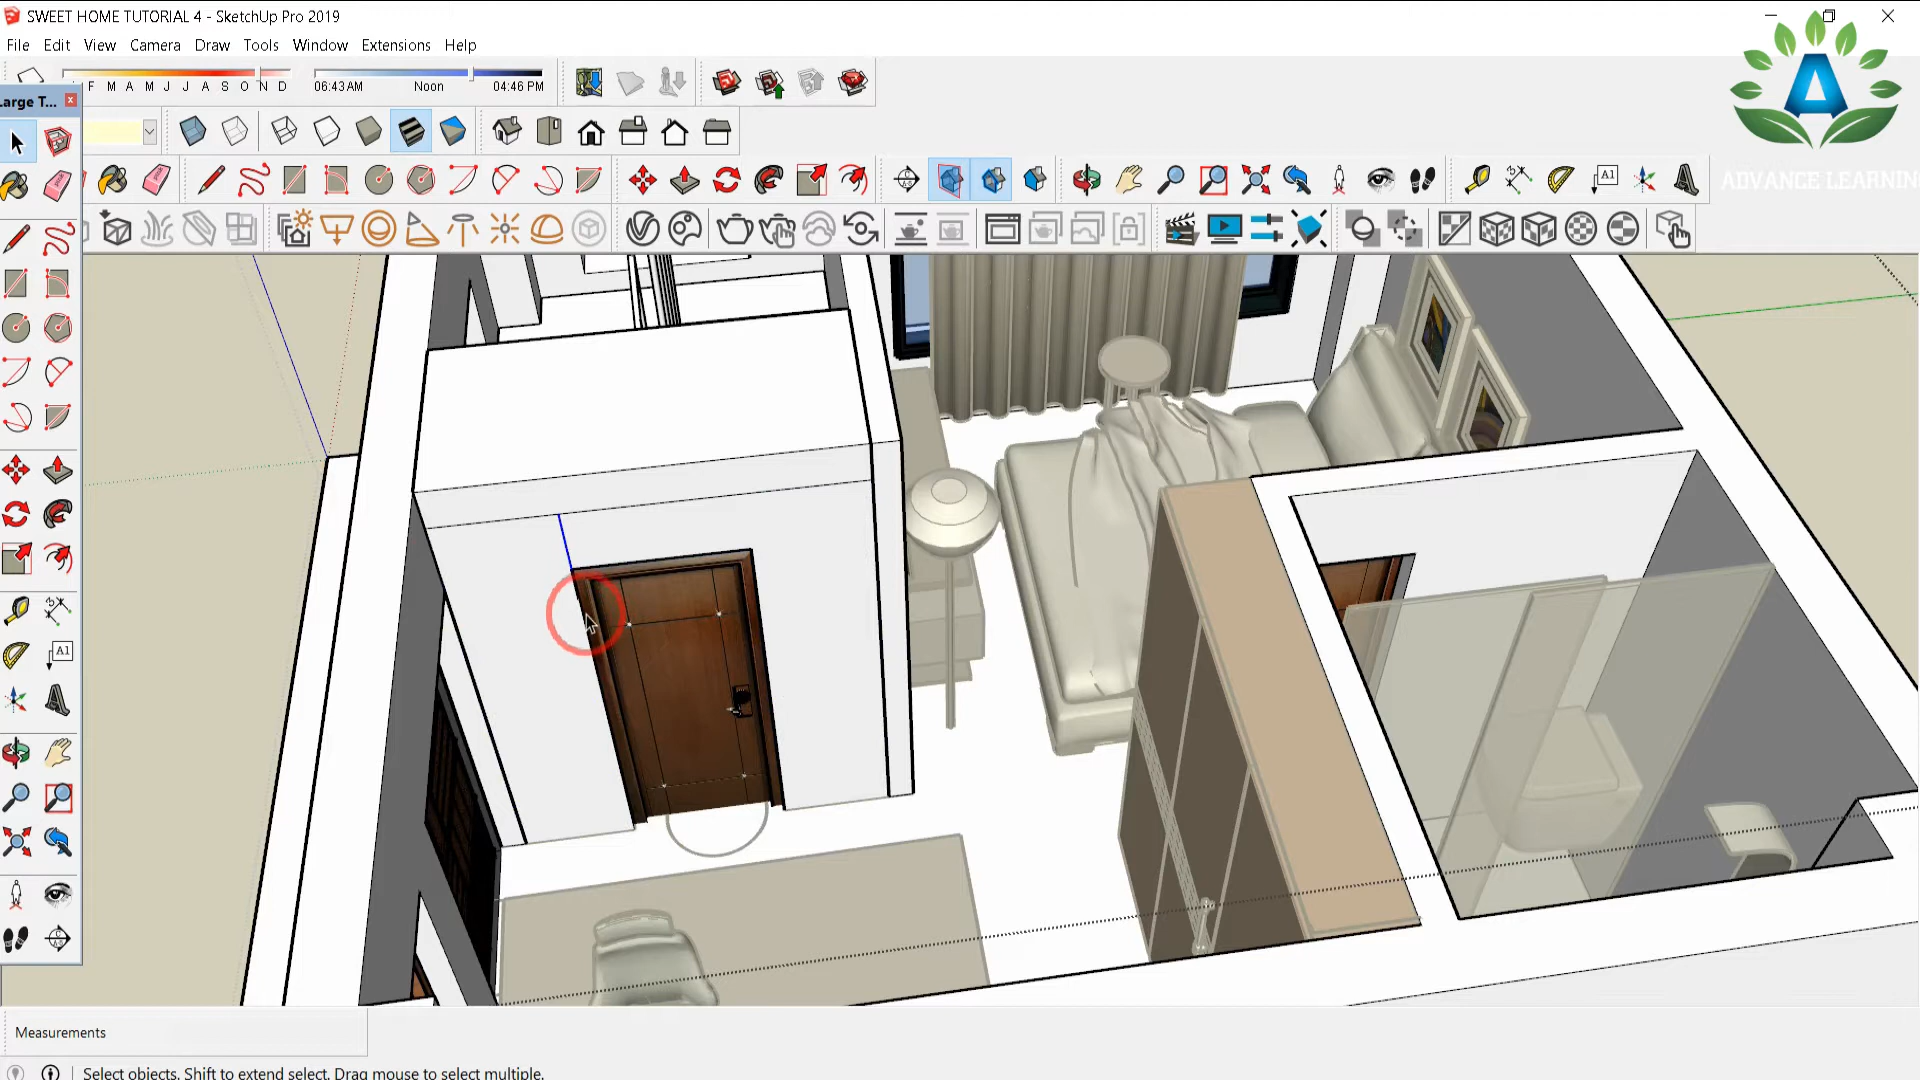 SWEET HOME TUTORIAL 4 - SketchUp Pro 2019
File Edit View Camera Draw Tools Window Extensions Help
F M A M J J A S O N D 06:43 AM Noon 04:46 PM
Large T...
ADVANCE LEARNIN
A1
A1
Measurements
Select objects. Shift to extend select. Drag mouse to select multiple.